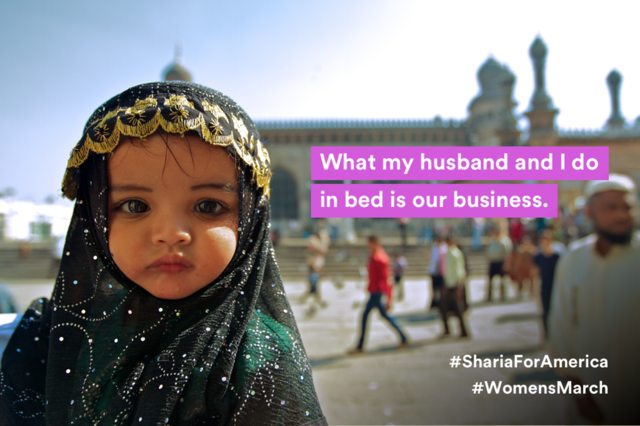 What my husband and I do
in bed is our business.
#ShariaForAmerica
#WomensMarch